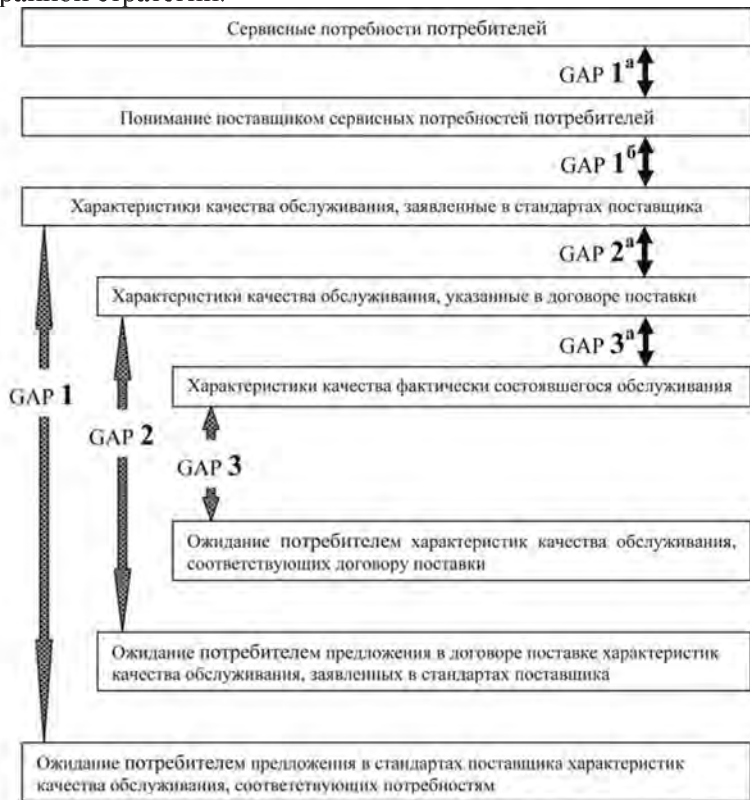 Сервисные потребности потребителей
GAP 1а
Понимание поставщиком сервисных потребностей потребителей
GAP 1б
Характеристики качества обслуживания, заявленные в стандартах поставщика
GAP 2а
Характеристики качества обслуживания, указанные в договоре поставки
GAP 3а
Характеристики качества фактически состоявшегося обслуживания
GAP 1
GAP 2
GAP 3
Ожидание потребителем характеристик качества обслуживания,
соответствующих договору поставки
Ожидание потребителем предложения в договоре поставке характеристик
качества обслуживания, заявленных в стандартах поставщика
Ожидание потребителем предложения в стандартах поставщика характеристик
качества обслуживания, соответствующих потребностям